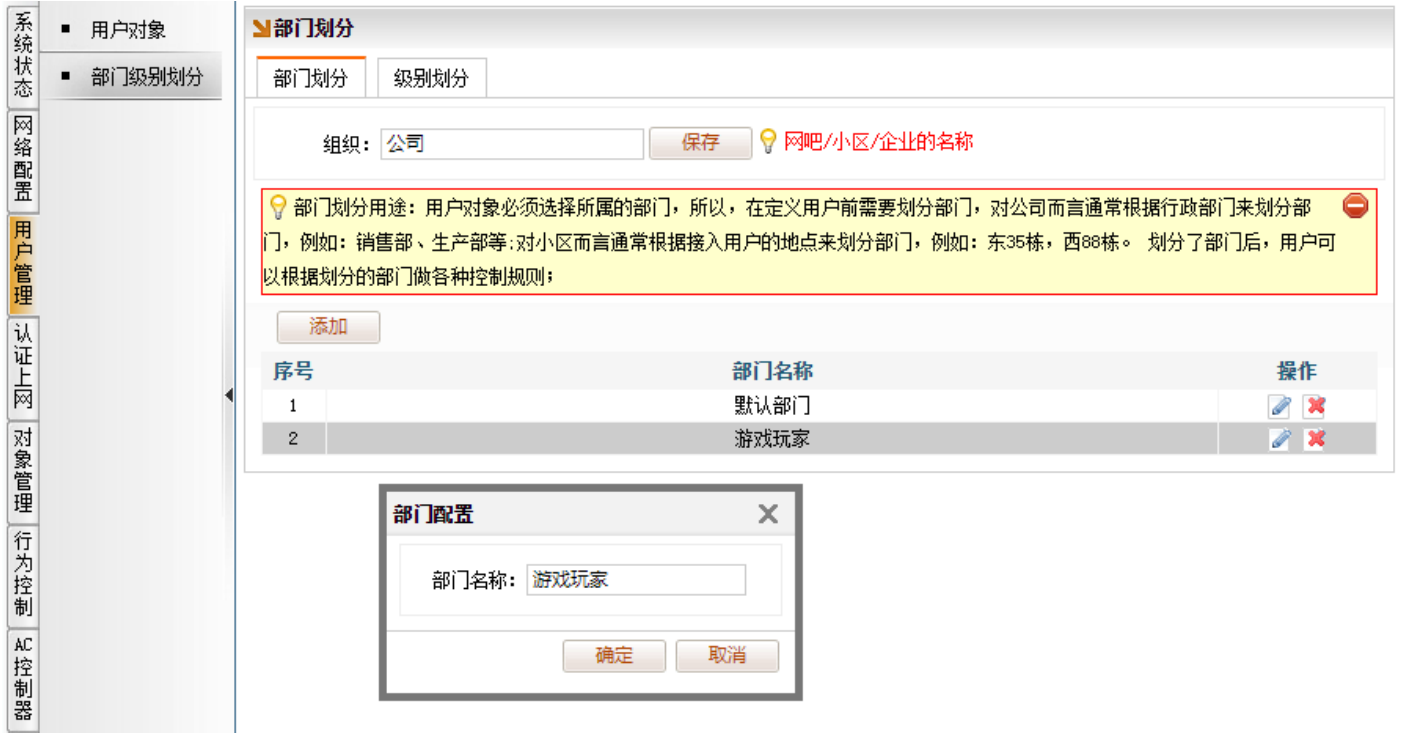 系统状态
网络配置
用户管理
认证上网
对象管理
行为控制
AC控制器
用户对象
部门级别划分
部门划分
部门划分 级别划分
组织: 公司 保存 网吧/小区/企业的名称
部门划分用途: 用户对象必须选择所属的部门，所以，在定义用户前需要划分部门，对公司而言通常根据行政部门来划分部
门，例如: 销售部、生产部等;对小区而言通常根据接入用户的地点来划分部门，例如: 东35栋，西88栋。 划分了部门后，用户可
以根据划分的部门做各种控制规则;
添加
序号 部门名称 操作
1 默认部门
2 游戏玩家
部门配置
部门名称: 游戏玩家
确定 取消